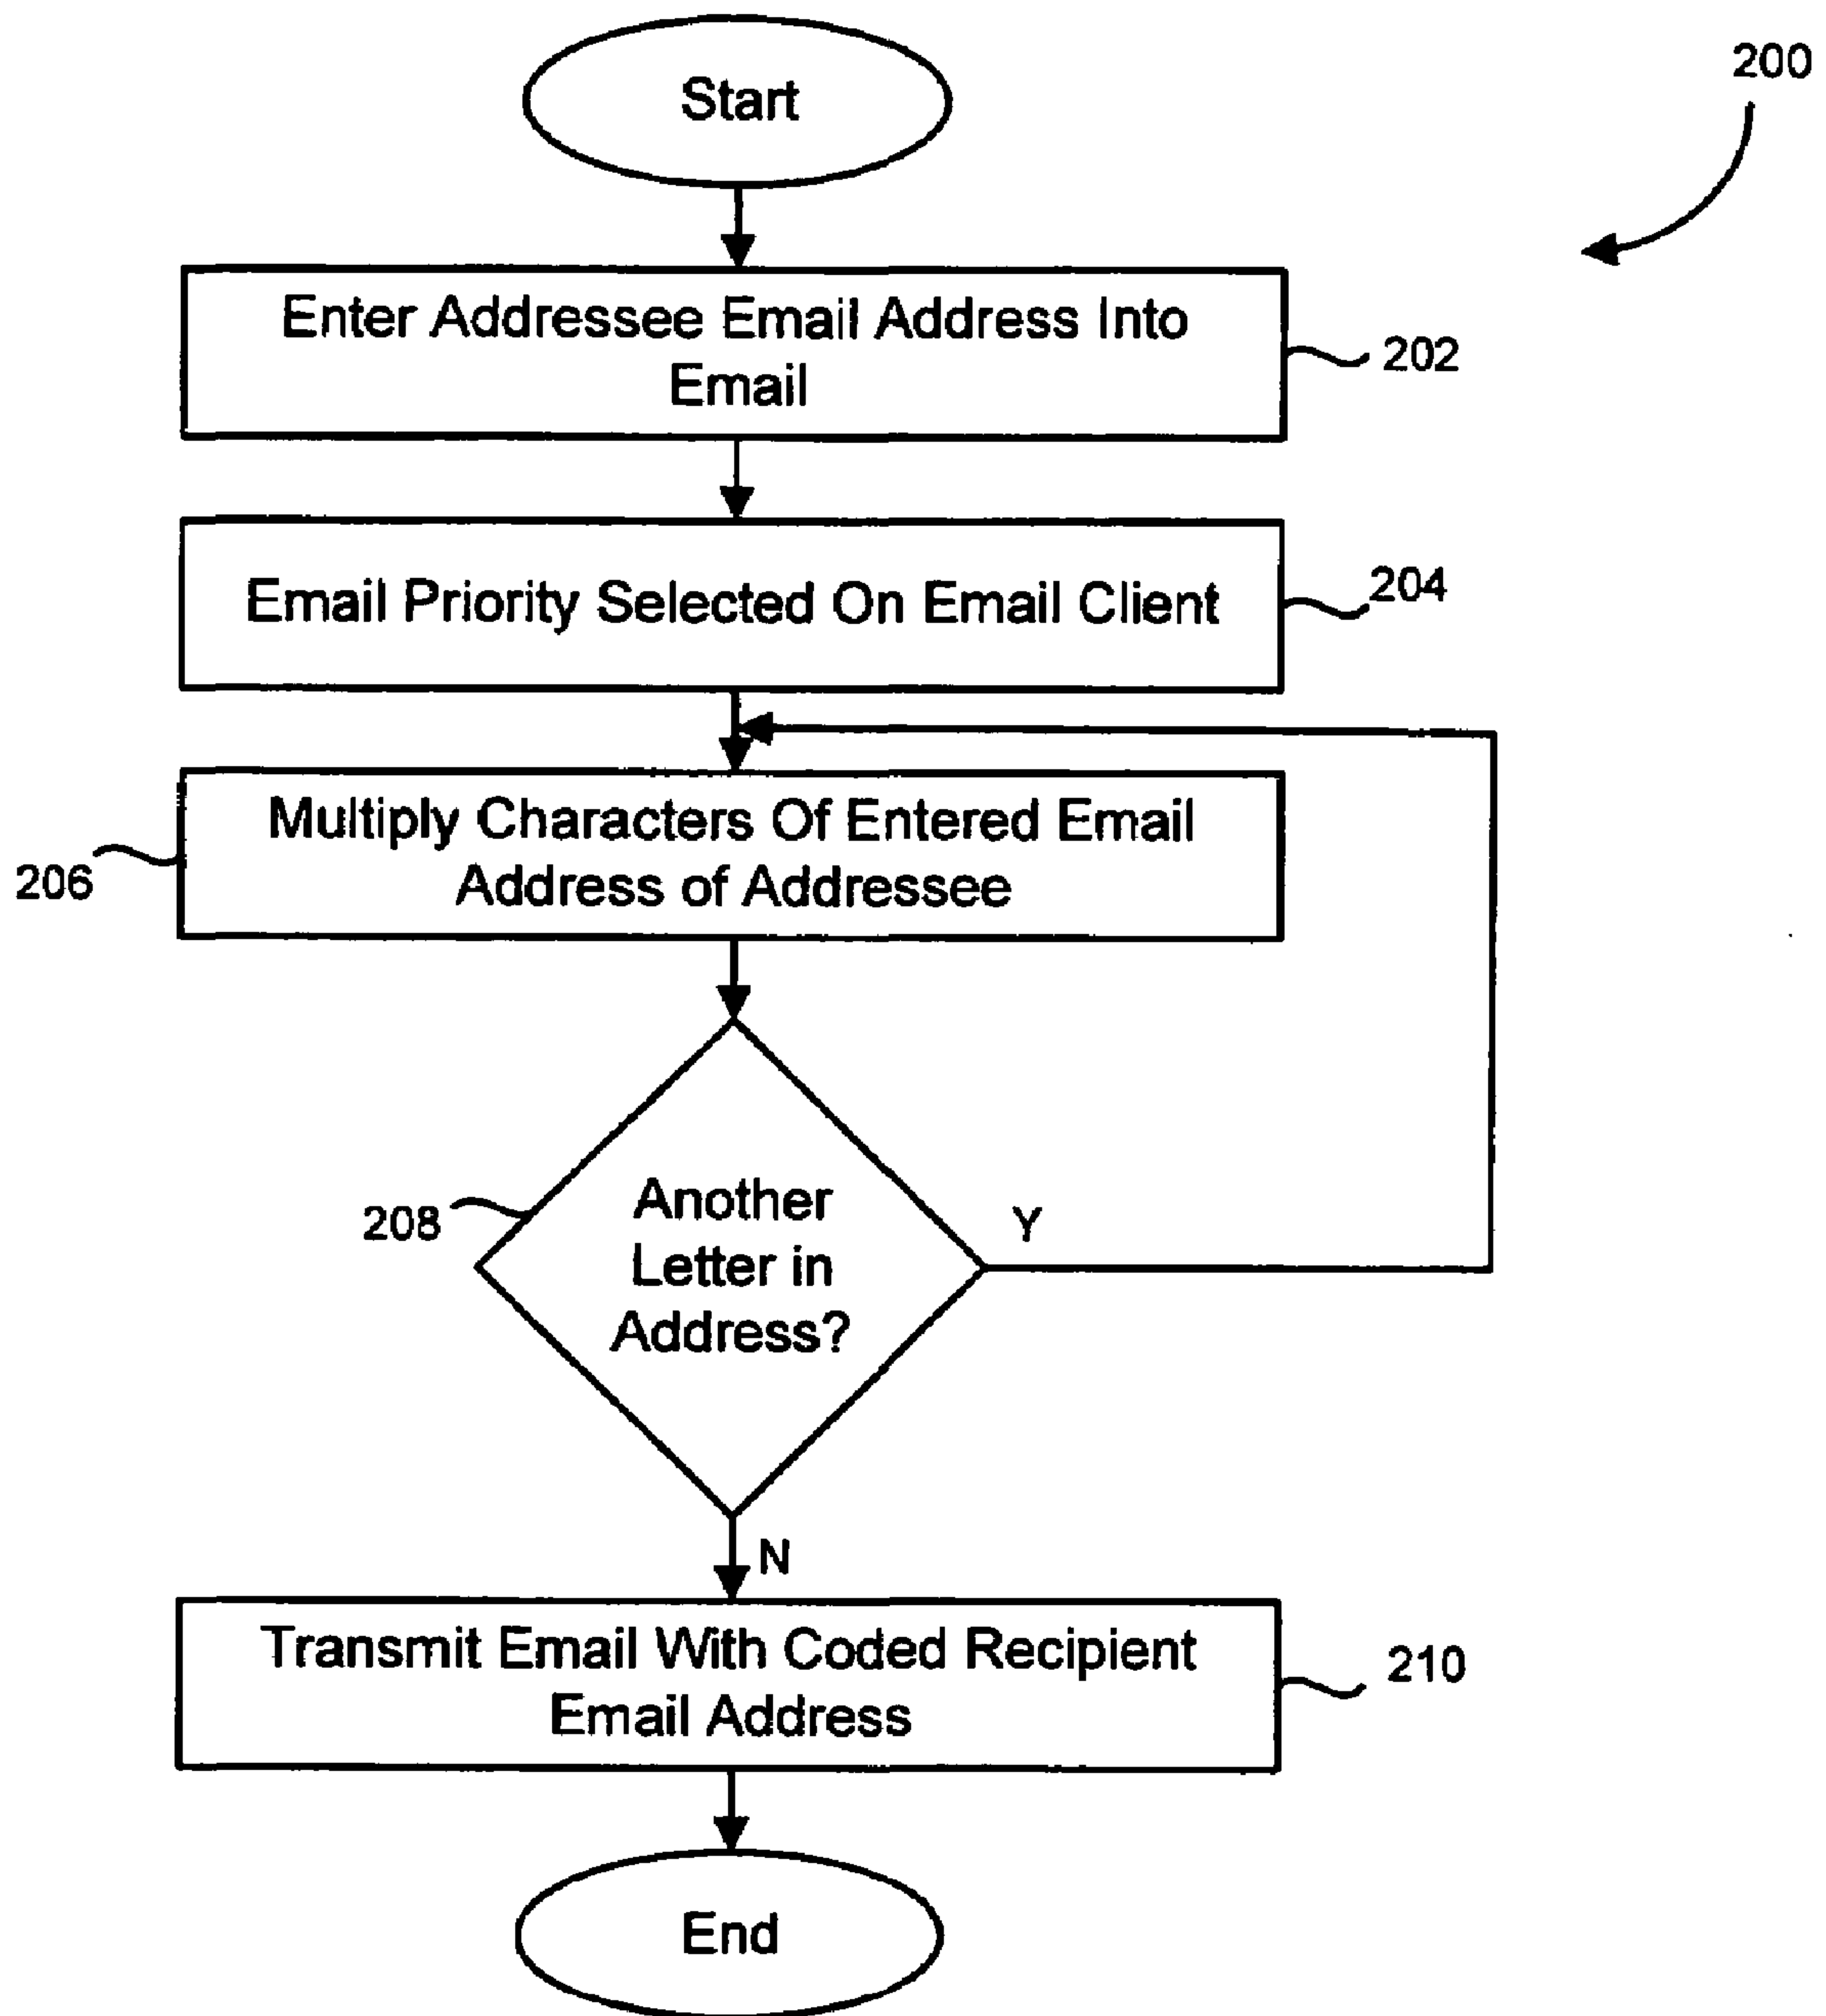 Start
200
Enter Addressee Email Address Into
Email
202
Email Priority Selected On Email Client
204
Multiply Characters Of Entered Email
Address of Addressee
206
Another
Letter in
Address?
208
Y
N
Transmit Email With Coded Recipient
Email Address
210
End